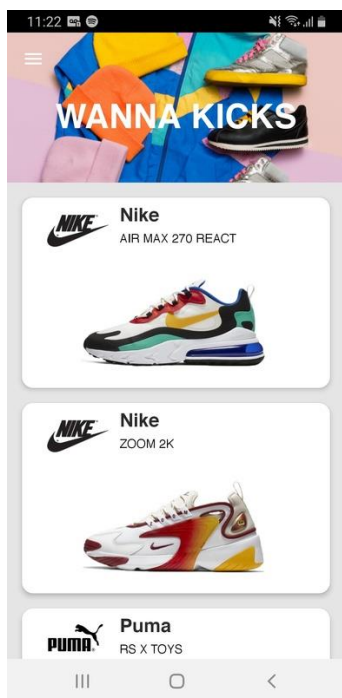 11:22
WANNA KICKS
NIKE
Nike
AIR MAX 270 REACT
NIKE
Nike
ZOOM 2K
PUMA
Puma
RS X TOYS